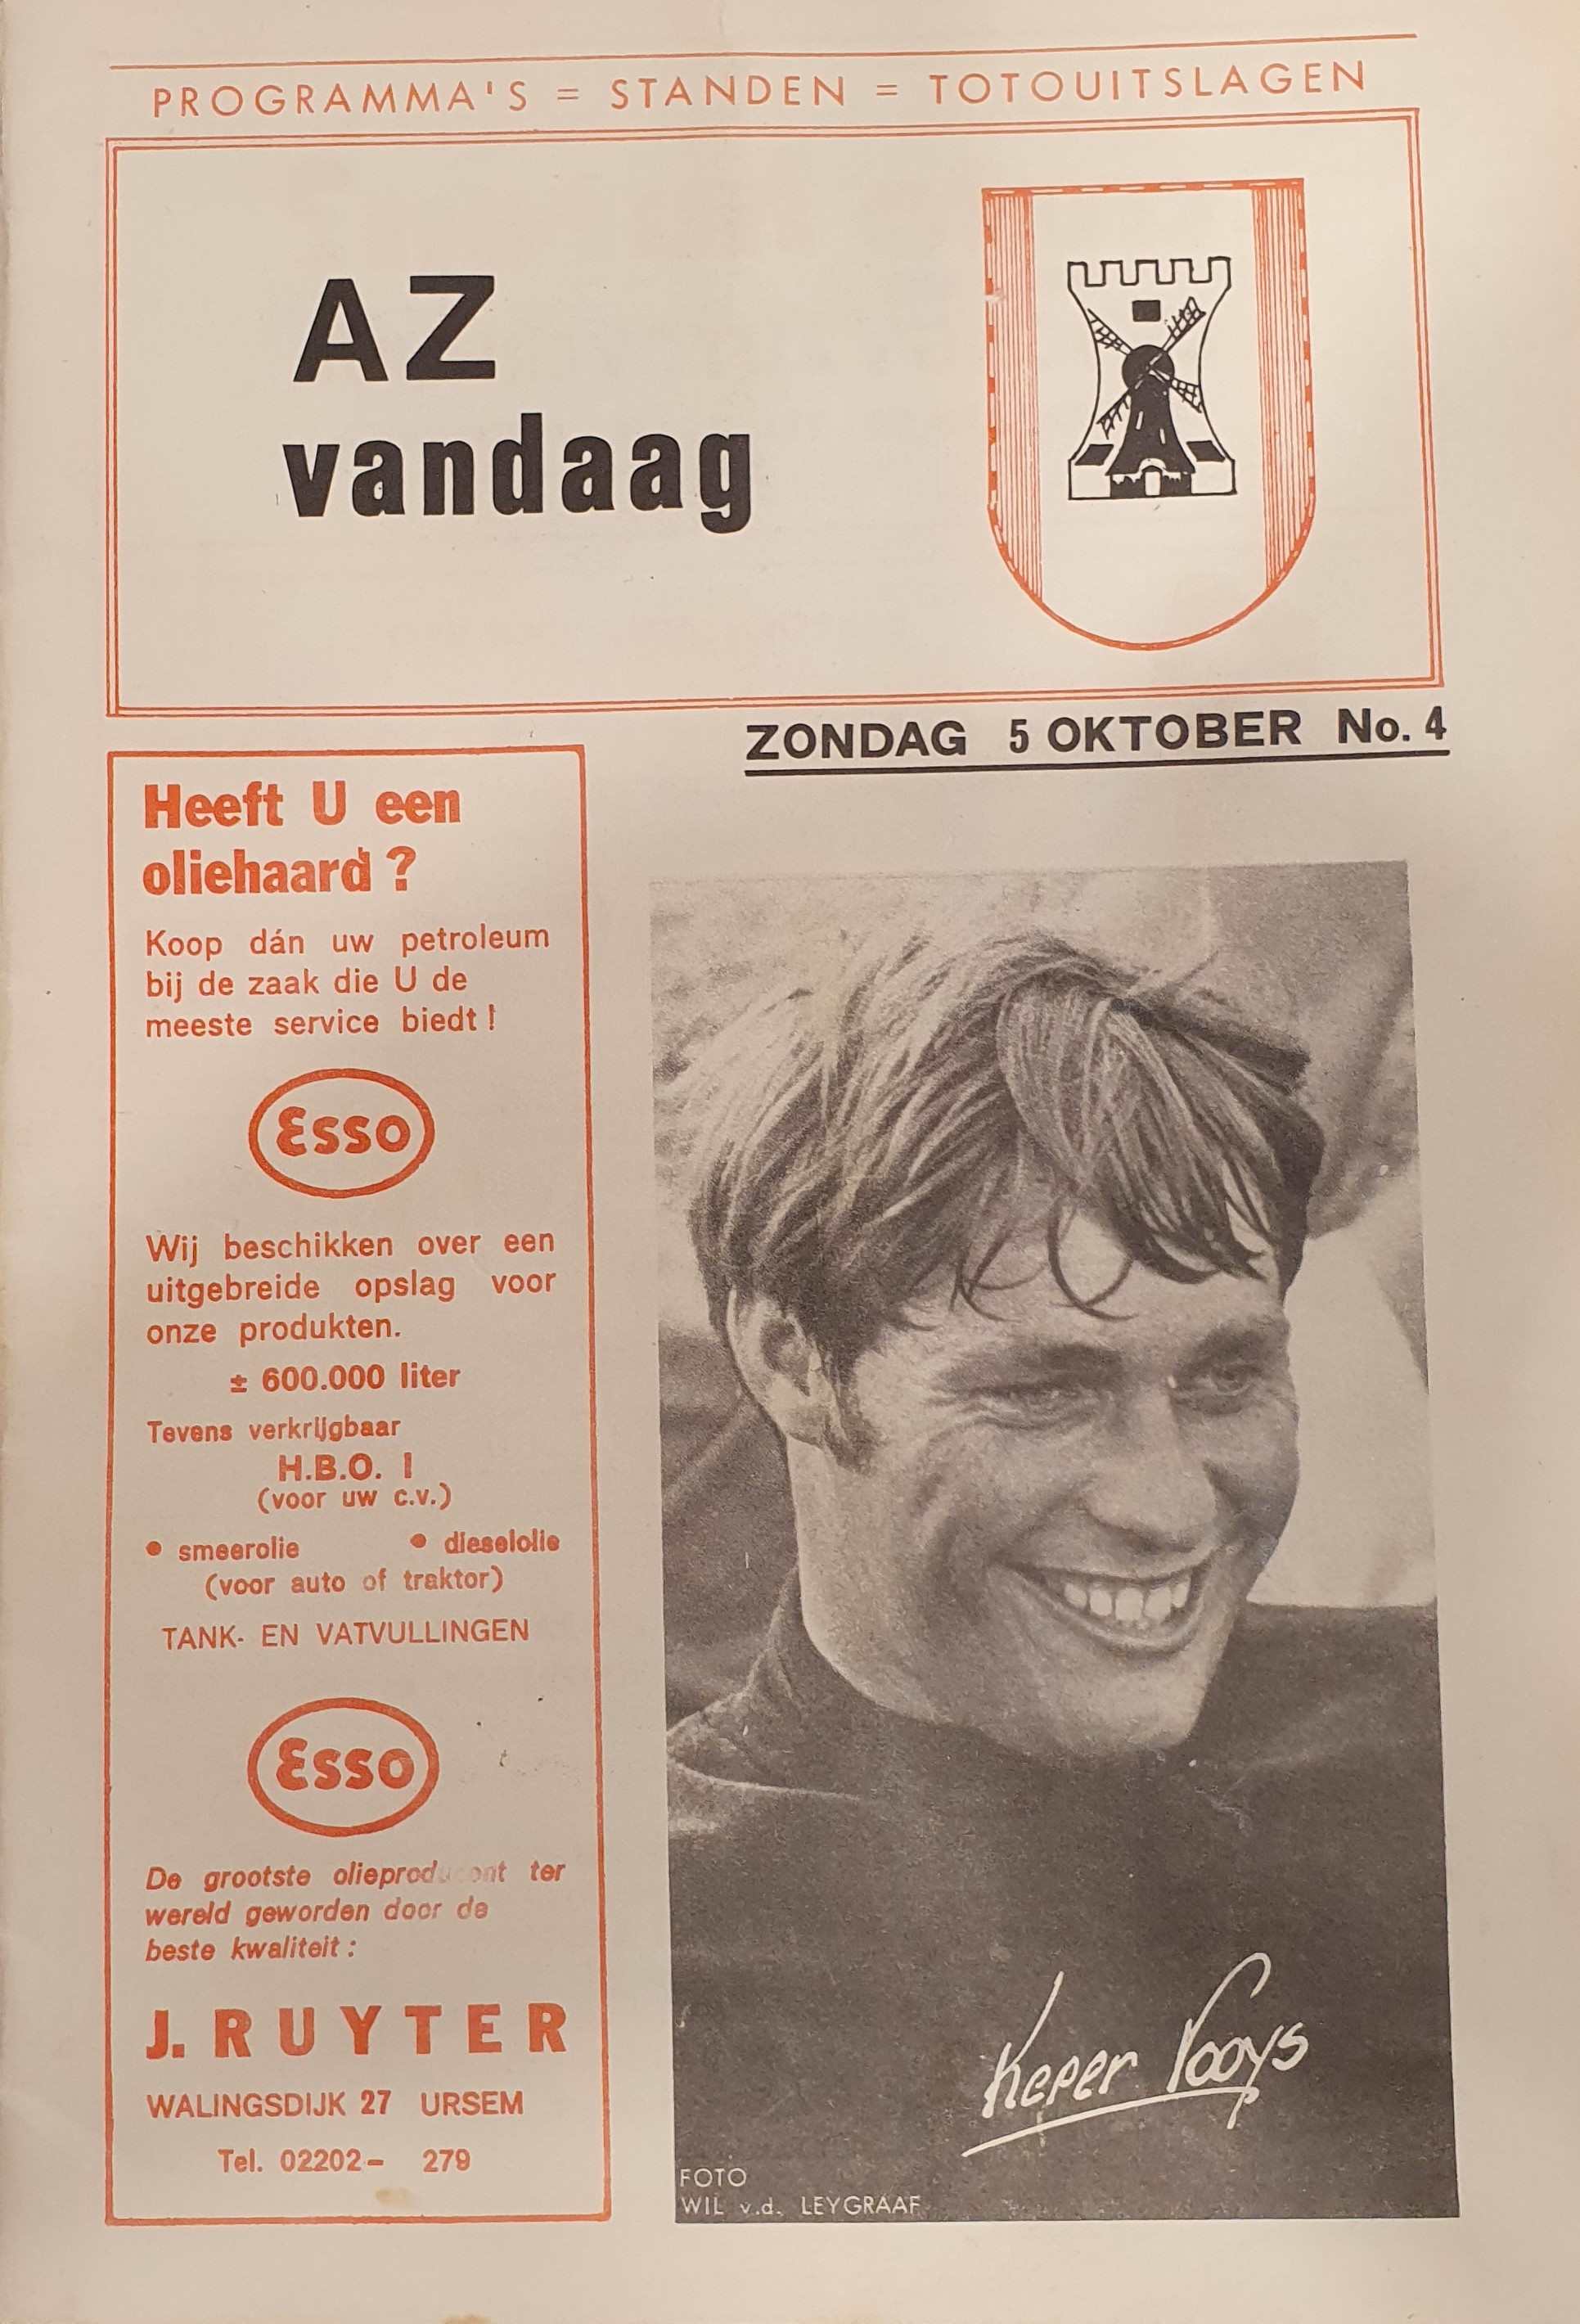 PROGRAMMA'S = STANDEN = TOTOUITSLAGEN
AZ
vandaag
ZONDAG 5 OKTOBER No. 4
Heeft U een
oliehaard ?
Koop dán uw petroleum
bij de zaak die U de
meeste service biedt !
Esso
Wij beschikken over een
uitgebreide opslag voor
onze produkten.
± 600.000 liter
Tevens verkrijgbaar
H.B.O. I
(voor uw c.v.)
• smeerolie • dieselolie
(voor auto of traktor)
TANK- EN VATVULLINGEN
Esso
De grootste olieproducent ter
wereld geworden door de
beste kwaliteit :
J. RUYTER
WALINGSDIJK 27 URSEM
Tel. 02202- 279
Keper Kooys
FOTO
WIL v.d. LEYGRAAF